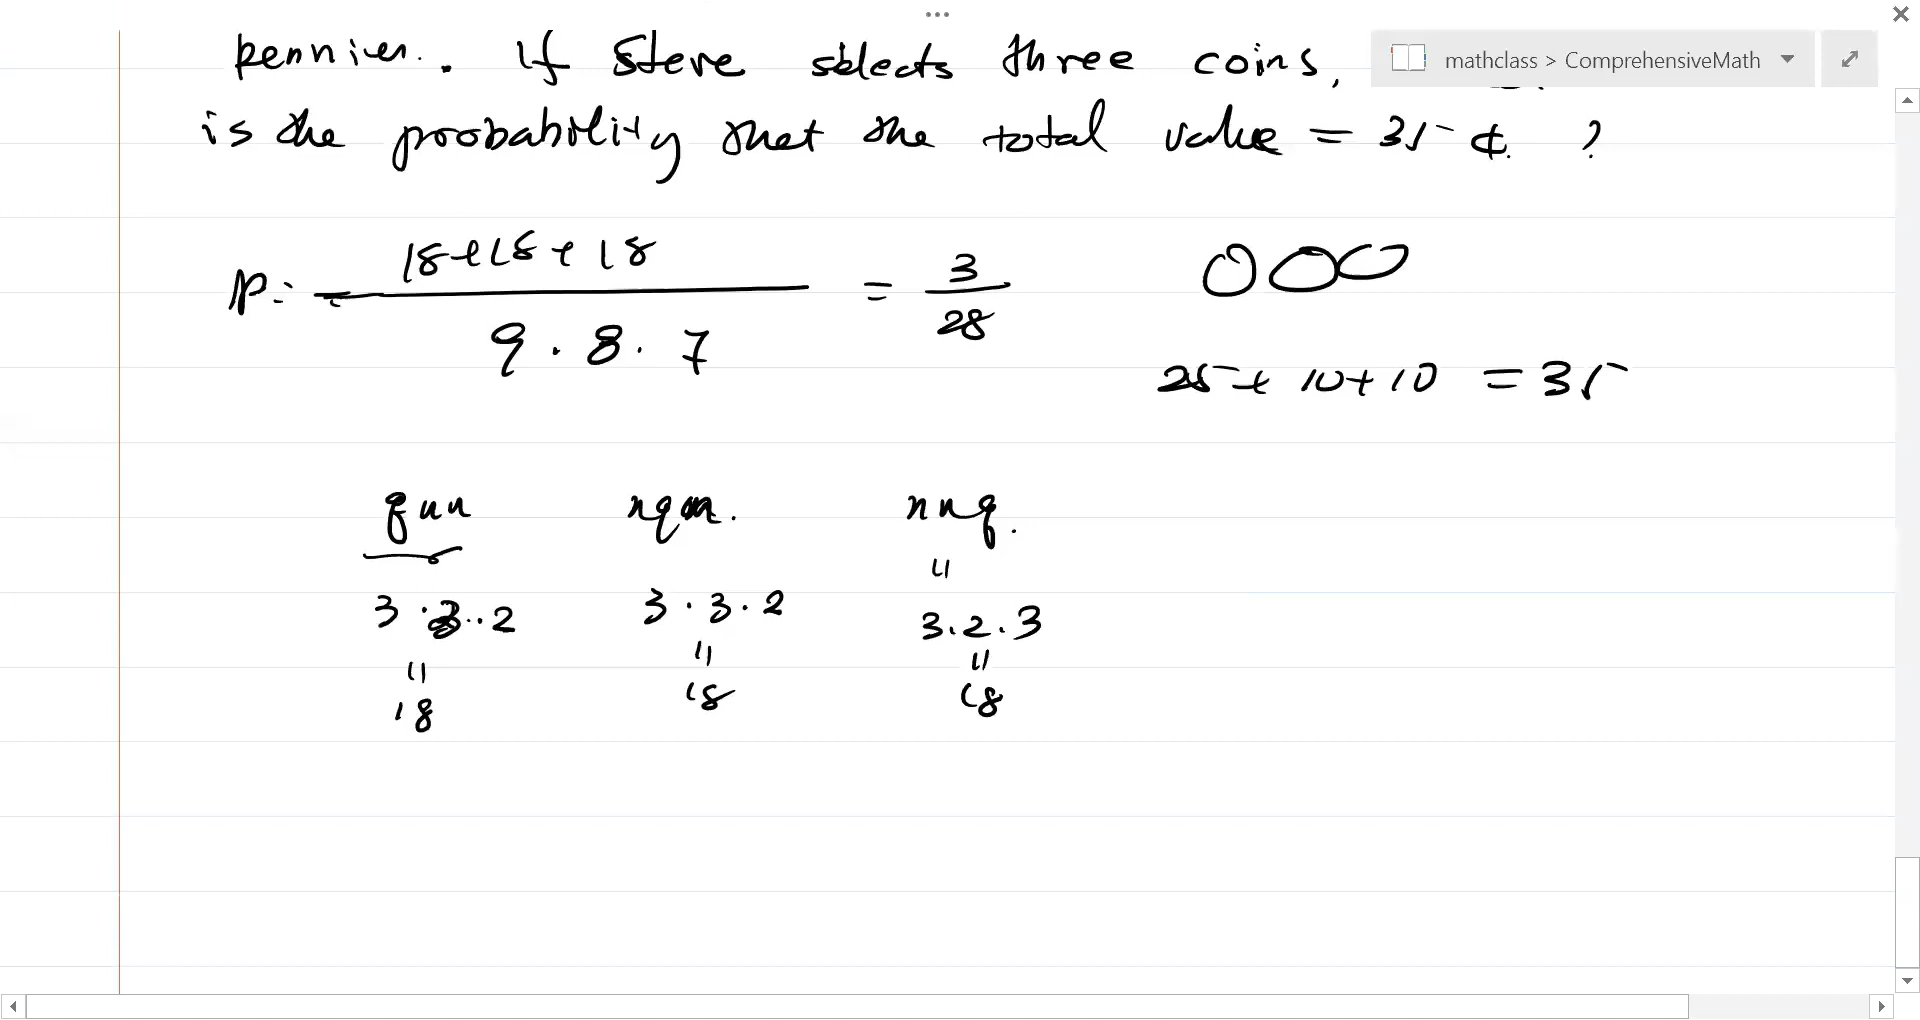 pennies. If Steve selects three coins,
mathclass > ComprehensiveMath
is the probability that the total value = 35 ¢. ?
P = 18 + 18 + 18 / 9 . 8 . 7 = 3 / 28
25 + 10 + 10 = 35
qnn nqn. nnq.
"
3 . 3 . 2 3 . 3 . 2 3 . 2 . 3
" " "
18 18 18